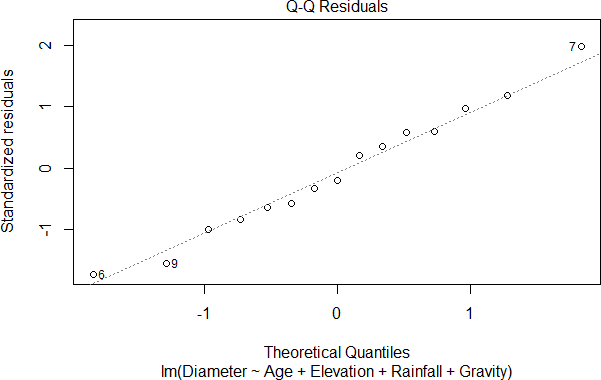 Q-Q Residuals
Standardized residuals
2
1
0
-1
7
6
9
-1 0 1
Theoretical Quantiles
lm(Diameter ~ Age + Elevation + Rainfall + Gravity)